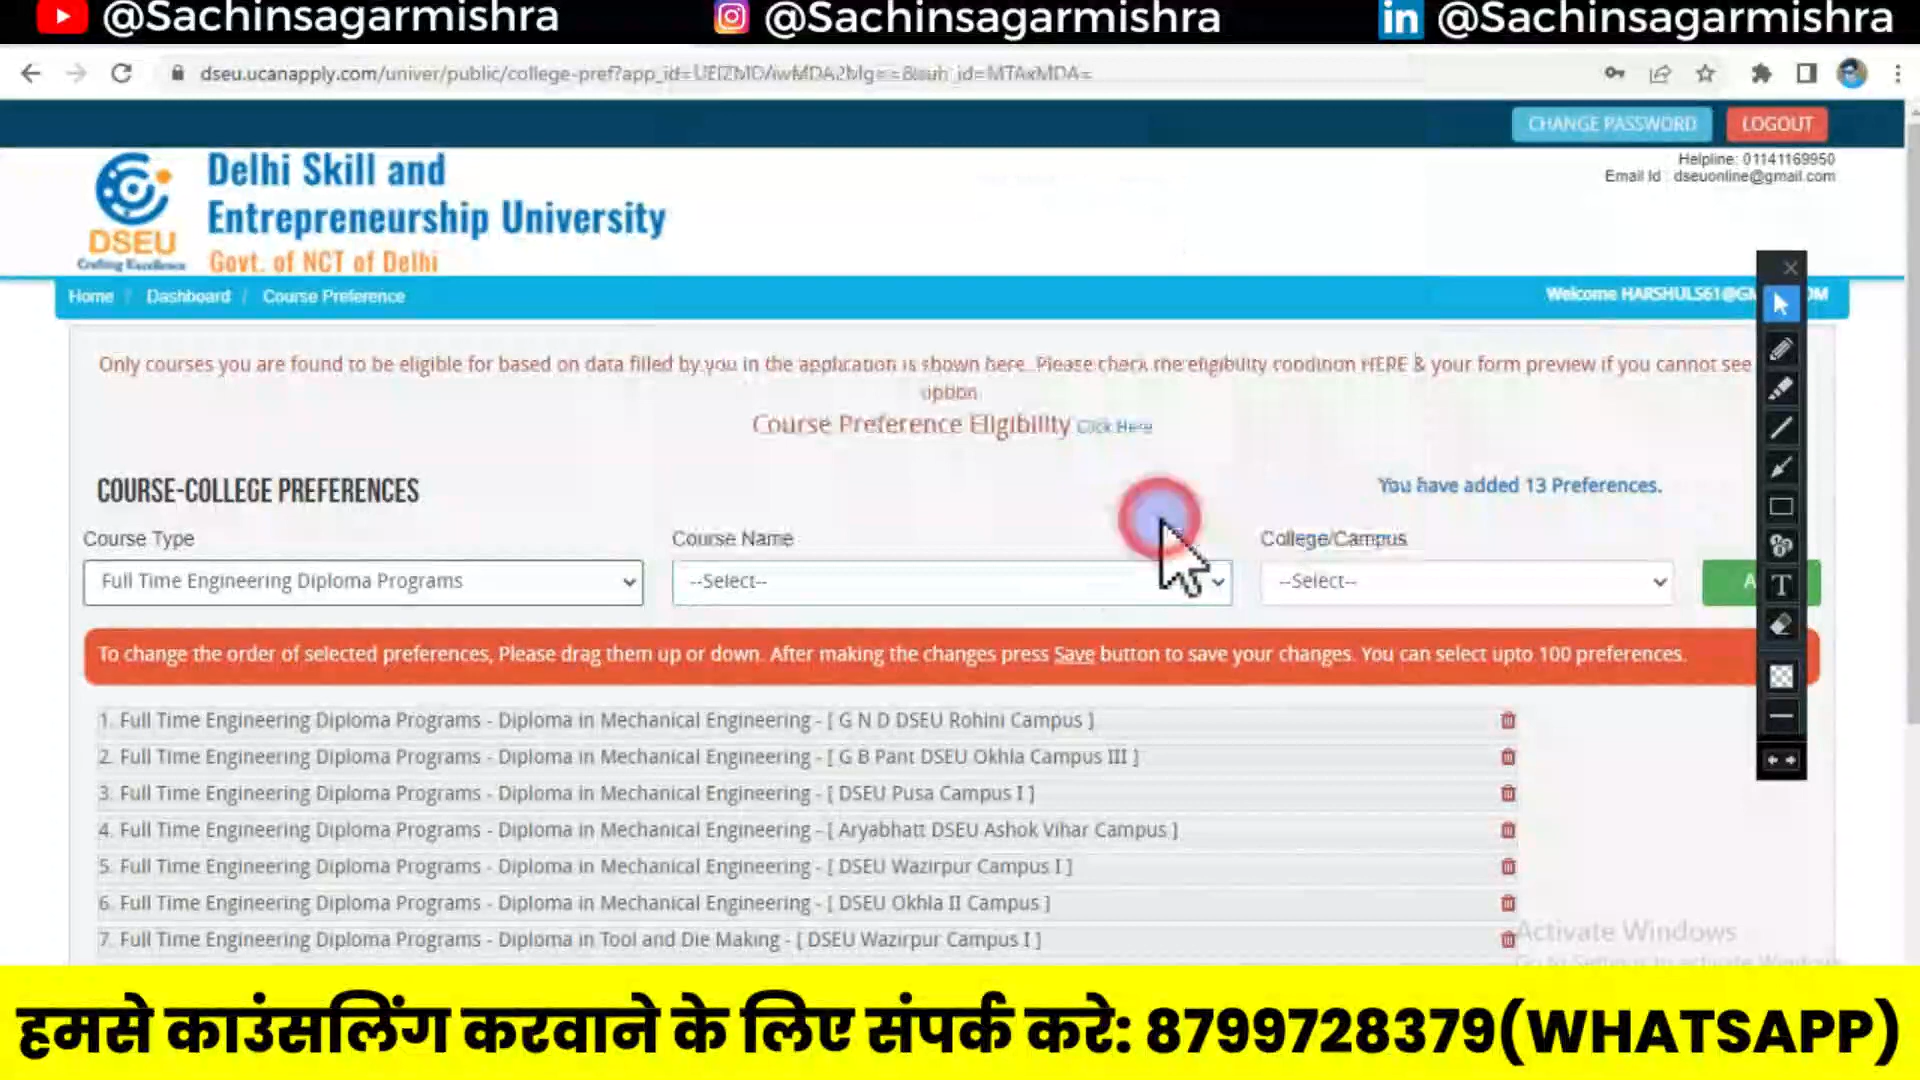 @Sachinsagarmishra @Sachinsagarmishra in @Sachinsagarmishra
CHANGE PASSWORD LOGOUT
Helpline: 01141169950
Email Id : dseuonline@gmail.com
Delhi Skill and
Entrepreneurship University
Govt. of NCT of Delhi
DSEU
Crafting Excellence
Home / Dashboard / Course Preference
Welcome HARSHULS61@
Only courses you are found to be eligible for based on data filled by you in the application is shown here. Please check the eligibility condition HERE & your form preview if you cannot see
option
Course Preference Eligibility Click Here
COURSE-COLLEGE PREFERENCES
You have added 13 Preferences.
Course Type Course Name College/Campus
Full Time Engineering Diploma Programs --Select-- --Select--
To change the order of selected preferences, Please drag them up or down. After making the changes press Save button to save your changes. You can select upto 100 preferences.
1. Full Time Engineering Diploma Programs - Diploma in Mechanical Engineering - [ G N D DSEU Rohini Campus ]
2. Full Time Engineering Diploma Programs - Diploma in Mechanical Engineering - [ G B Pant DSEU Okhla Campus III ]
3. Full Time Engineering Diploma Programs - Diploma in Mechanical Engineering - [ DSEU Pusa Campus I ]
4. Full Time Engineering Diploma Programs - Diploma in Mechanical Engineering - [ Aryabhatt DSEU Ashok Vihar Campus ]
5. Full Time Engineering Diploma Programs - Diploma in Mechanical Engineering - [ DSEU Wazirpur Campus I ]
6. Full Time Engineering Diploma Programs - Diploma in Mechanical Engineering - [ DSEU Okhla II Campus ]
7. Full Time Engineering Diploma Programs - Diploma in Tool and Die Making - [ DSEU Wazirpur Campus I ]
Activate Windows
हमसे काउंसलिंग करवाने के लिए संपर्क करे: 8799728379(WHATSAPP)